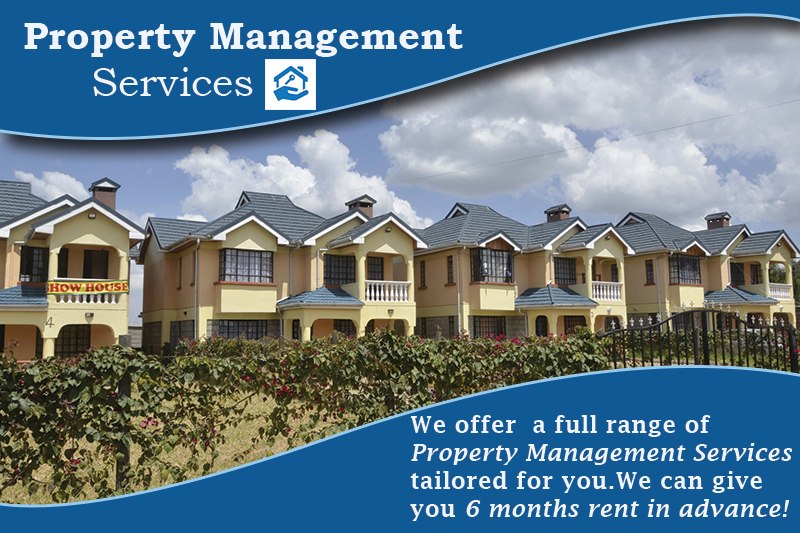 Property Management
Services
SHOW HOUSE
4
We offer  a full range of
Property Management Services
tailored for you.We can give
you 6 months rent in advance!